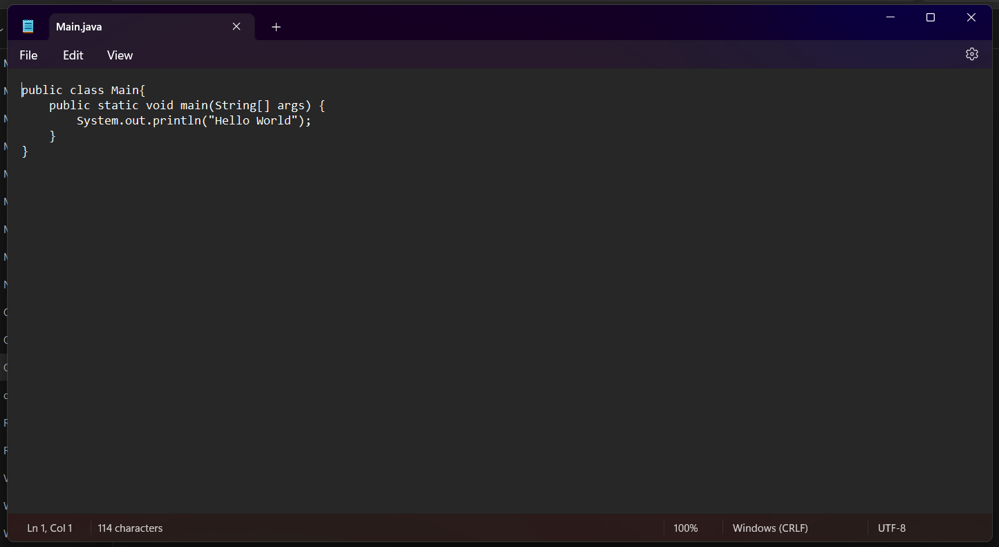 Main.java
File Edit View
public class Main{
    public static void main(String[] args) {
        System.out.println("Hello World");
    }
}
Ln 1, Col 1 114 characters 100% Windows (CRLF) UTF-8